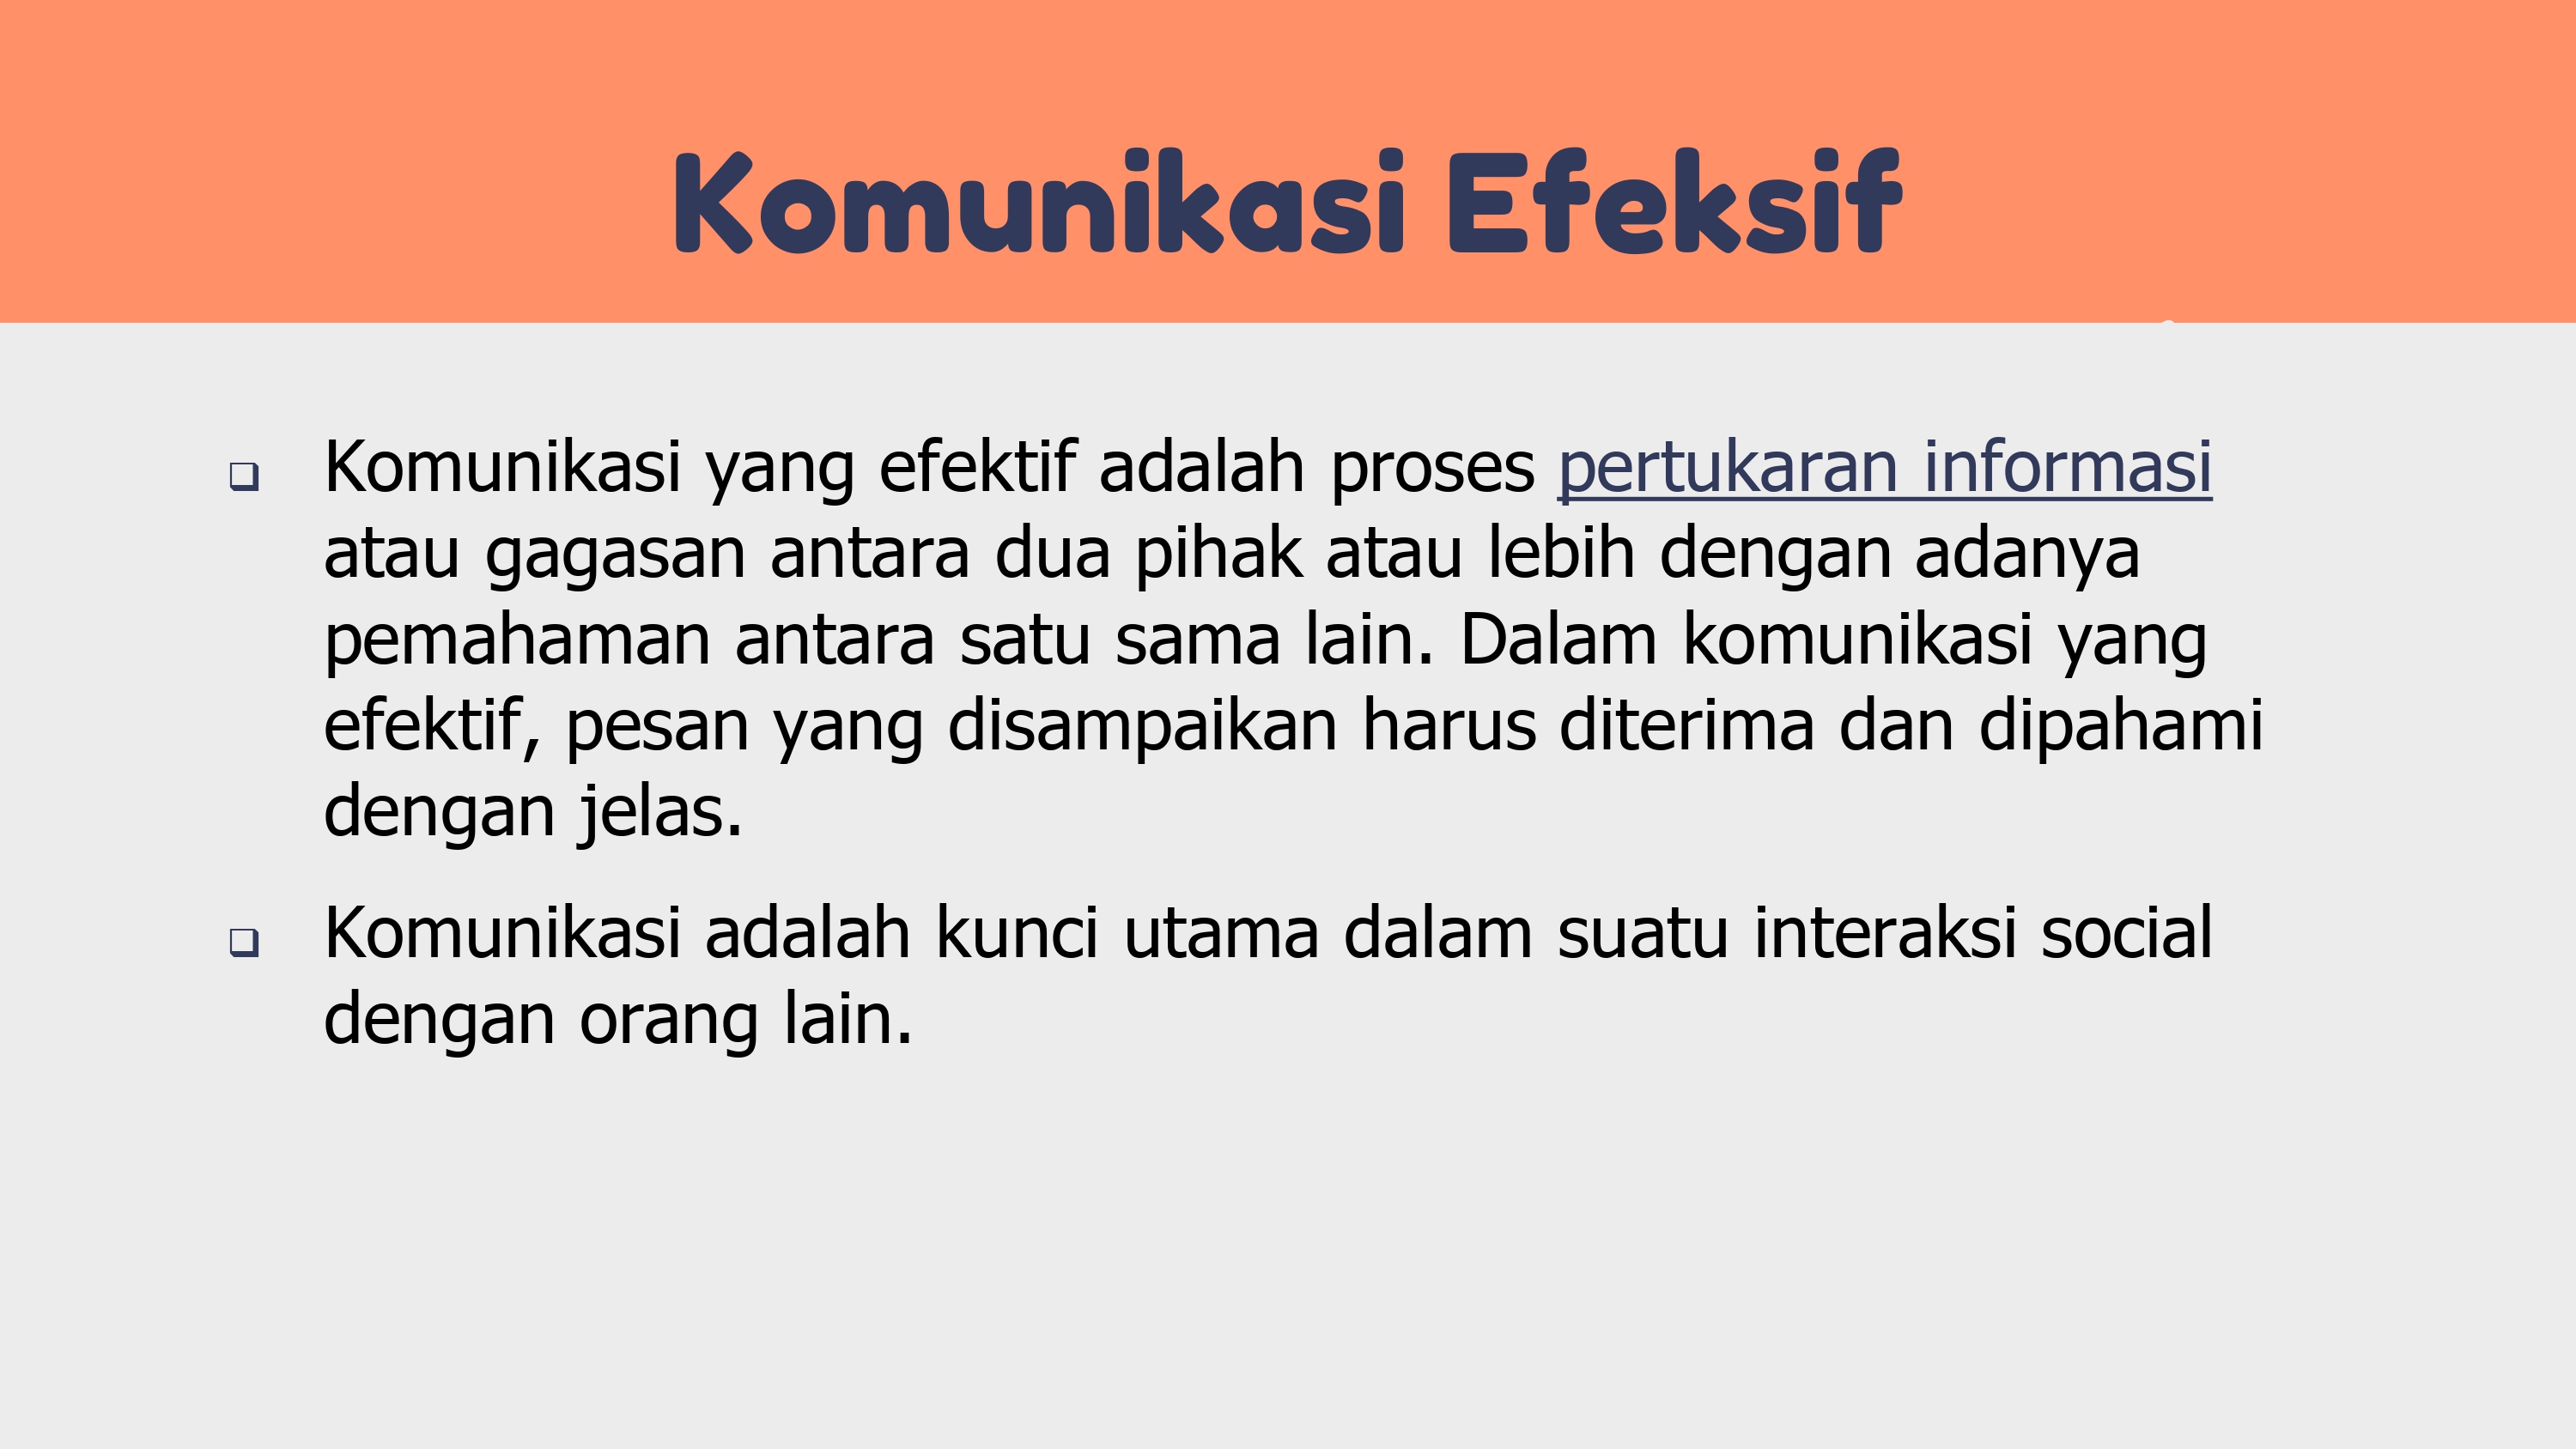 Komunikasi Efeksif
❑ Komunikasi yang efektif adalah proses pertukaran informasi
atau gagasan antara dua pihak atau lebih dengan adanya
pemahaman antara satu sama lain. Dalam komunikasi yang
efektif, pesan yang disampaikan harus diterima dan dipahami
dengan jelas.
❑ Komunikasi adalah kunci utama dalam suatu interaksi social
dengan orang lain.